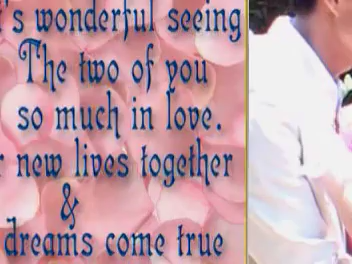 's wonderful seeing
The two of you
so much in love.
new lives together
&
dreams come true